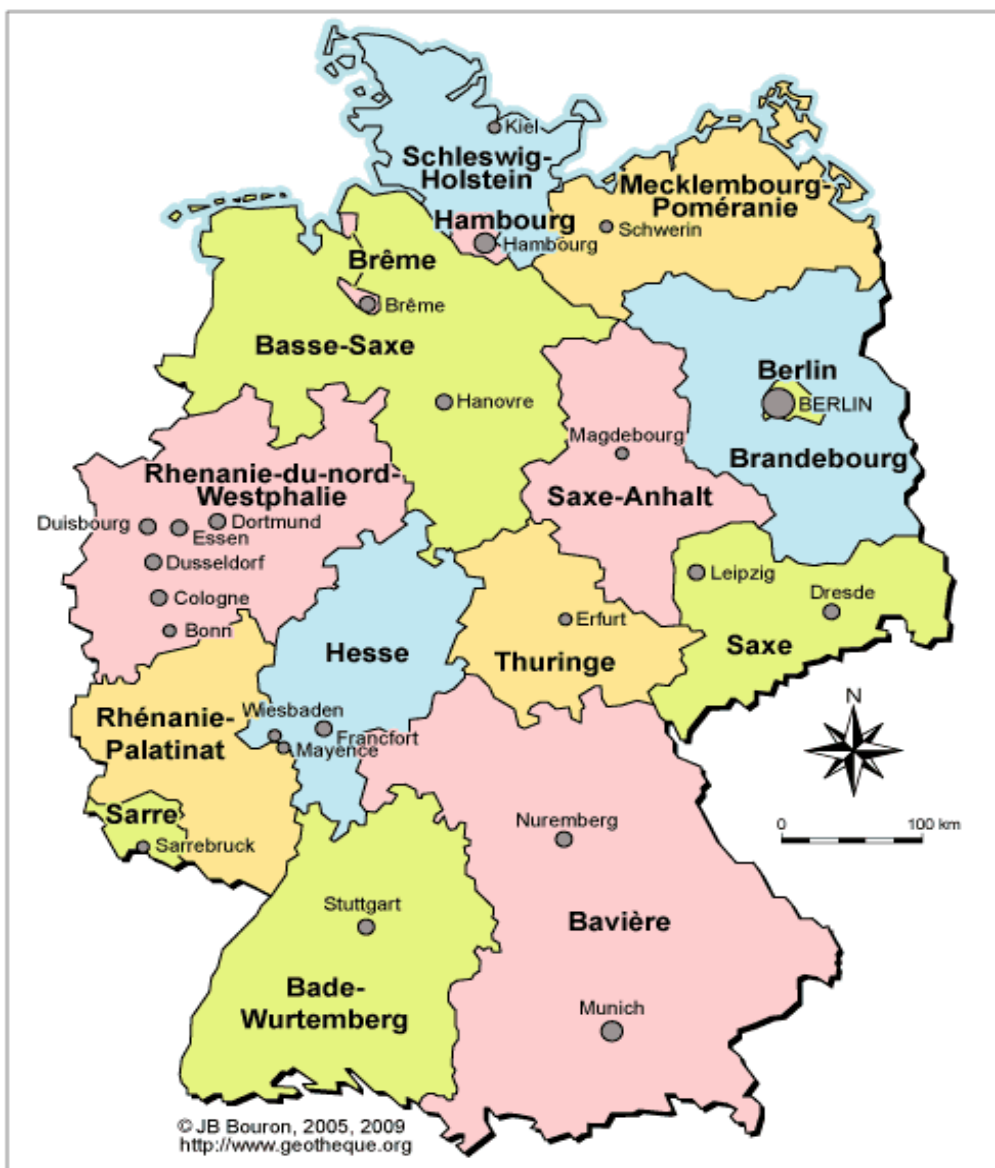 Kiel
Schleswig-
Holstein
Mecklembourg-
Poméranie
Hambourg
Schwerin
Hambourg
Brême
Brême
Basse-Saxe
Berlin
BERLIN
Hanovre
Magdebourg
Brandebourg
Rhenanie-du-nord-
Westphalie
Saxe-Anhalt
Duisbourg
Dortmund
Essen
Dusseldorf
Leipzig
Cologne
Dresde
Bonn
Erfurt
Hesse
Thuringe
Saxe
N
Rhénanie-
Palatinat
Wiesbaden
Francfort
Mayence
Sarre
Sarrebruck
Nuremberg
0 100 km
Stuttgart
Bavière
Bade-
Wurtemberg
Munich
© JB Bouron, 2005, 2009
http://www.geotheque.org